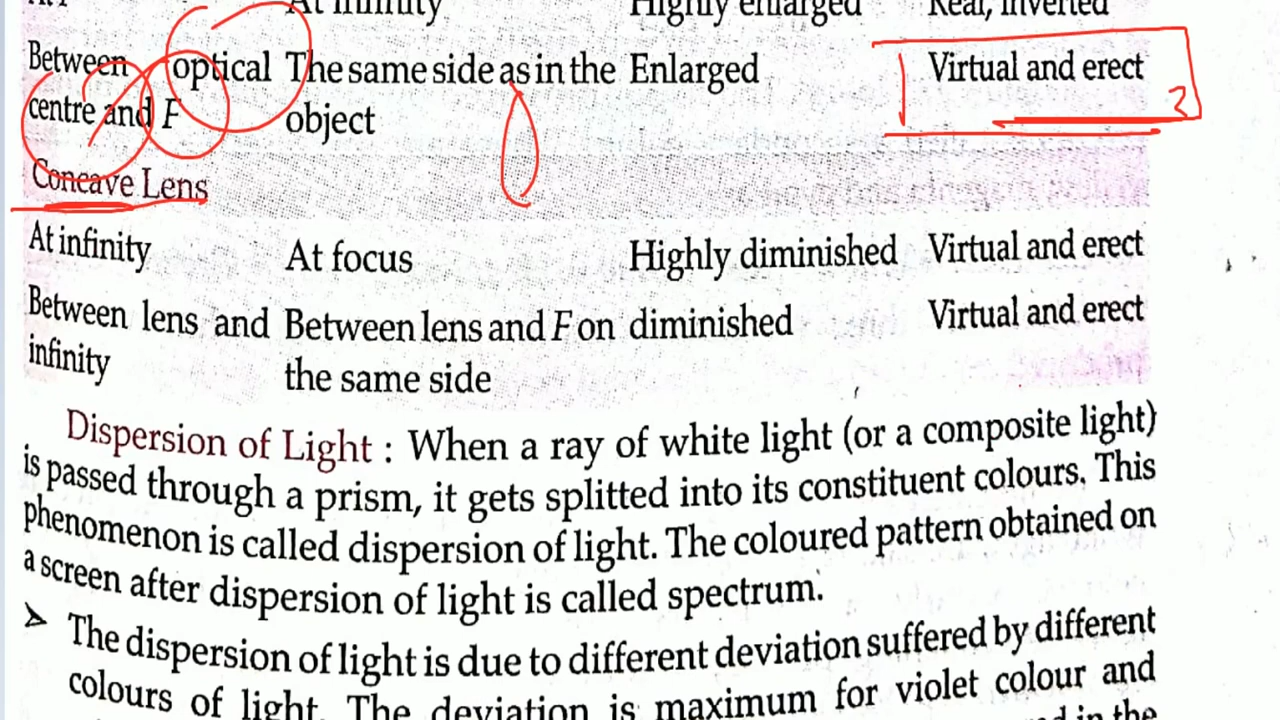 At infinity Highly enlarged Real, inverted
Between optical The same side as in the Enlarged Virtual and erect
centre and F object
Concave Lens
At infinity At focus Highly diminished Virtual and erect
Between lens and Between lens and F on diminished Virtual and erect
infinity the same side
Dispersion of Light : When a ray of white light (or a composite light)
is passed through a prism, it gets splitted into its constituent colours. This
phenomenon is called dispersion of light. The coloured pattern obtained on
a screen after dispersion of light is called spectrum.
➢ The dispersion of light is due to different deviation suffered by different
colours of light. The deviation is maximum for violet colour and
in the